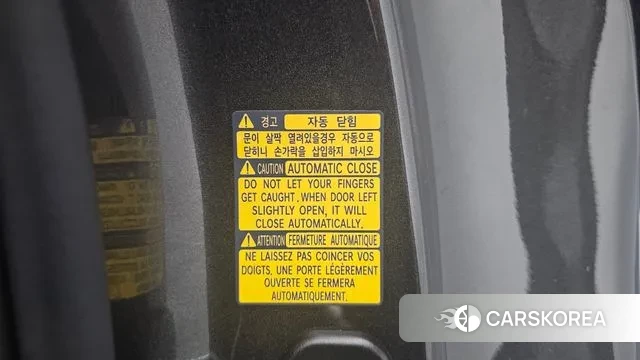 경고 자동 닫힘
문이 살짝 열려있을경우 자동으로
닫히니 손가락을 삽입하지 마시오
CAUTION AUTOMATIC CLOSE
DO NOT LET YOUR FINGERS
GET CAUGHT. WHEN DOOR LEFT
SLIGHTLY OPEN, IT WILL
CLOSE AUTOMATICALLY.
ATTENTION FERMETURE AUTOMATIQUE
NE LAISSEZ PAS COINCER VOS
DOIGTS, UNE PORTE LÉGÈREMENT
OUVERTE SE FERMERA
AUTOMATIQUEMENT.
CARSKOREA